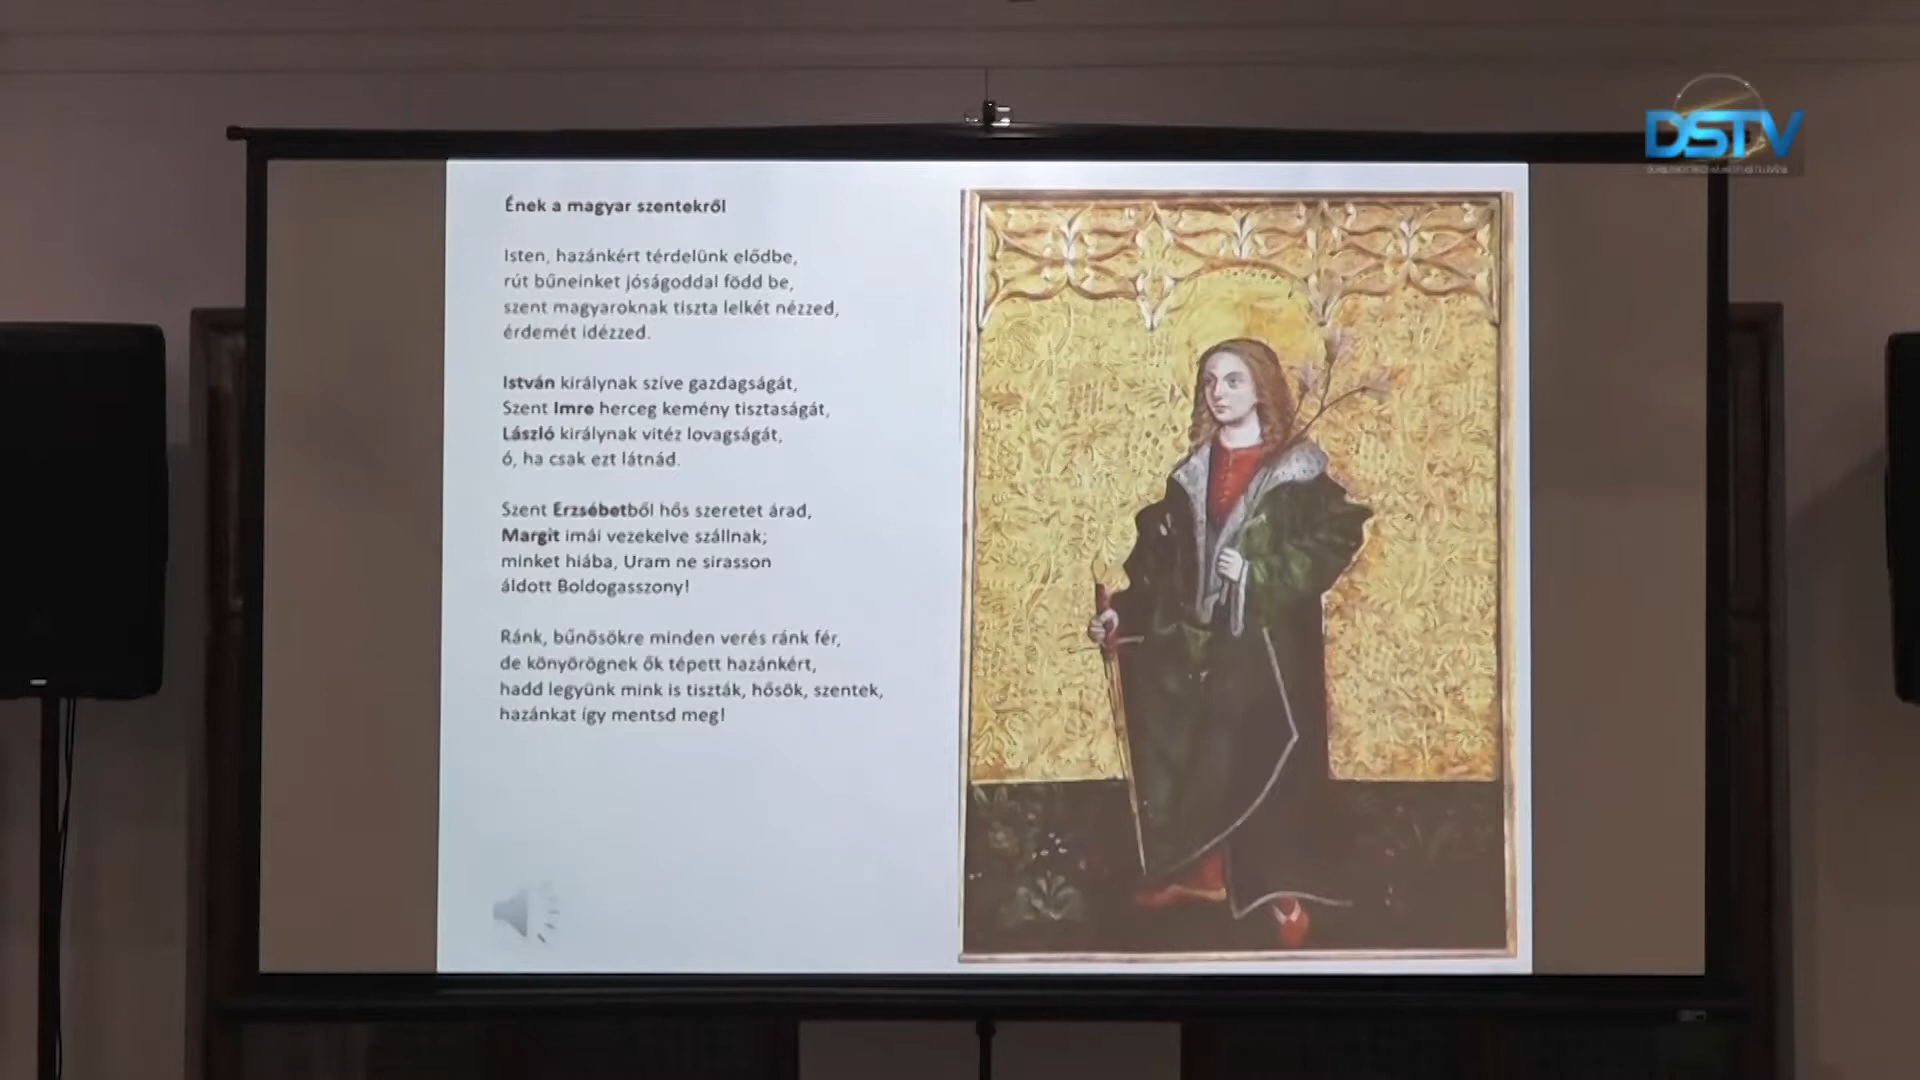 DSTV
Ének a magyar szentekről
Isten, hazánkért térdelünk elődbe,
rút bűneinket jóságoddal född be,
szent magyaroknak tiszta lelkét nézzed,
érdemét idézzed.
István királynak szíve gazdagságát,
Szent Imre herceg kemény tisztaságát,
László királynak vitéz lovagságát,
ó, ha csak ezt látnád.
Szent Erzsébetből hős szeretet árad,
Margit imái vezekelve szállnak;
minket hiába, Uram ne sirasson
áldott Boldogasszony!
Ránk, bűnösökre minden verés ránk fér,
de könyörögnek ők tépett hazánkért,
hadd legyünk mink is tiszták, hősök, szentek,
hazánkat így mentsd meg!